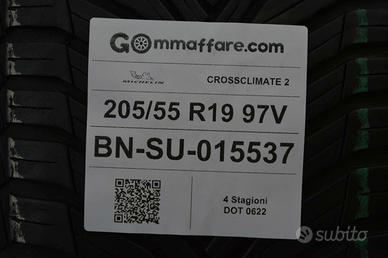 GOmmaffare.com
MICHELIN
CROSSCLIMATE 2
205/55 R19 97V
BN-SU-015537
4 Stagioni
DOT 0622
subito